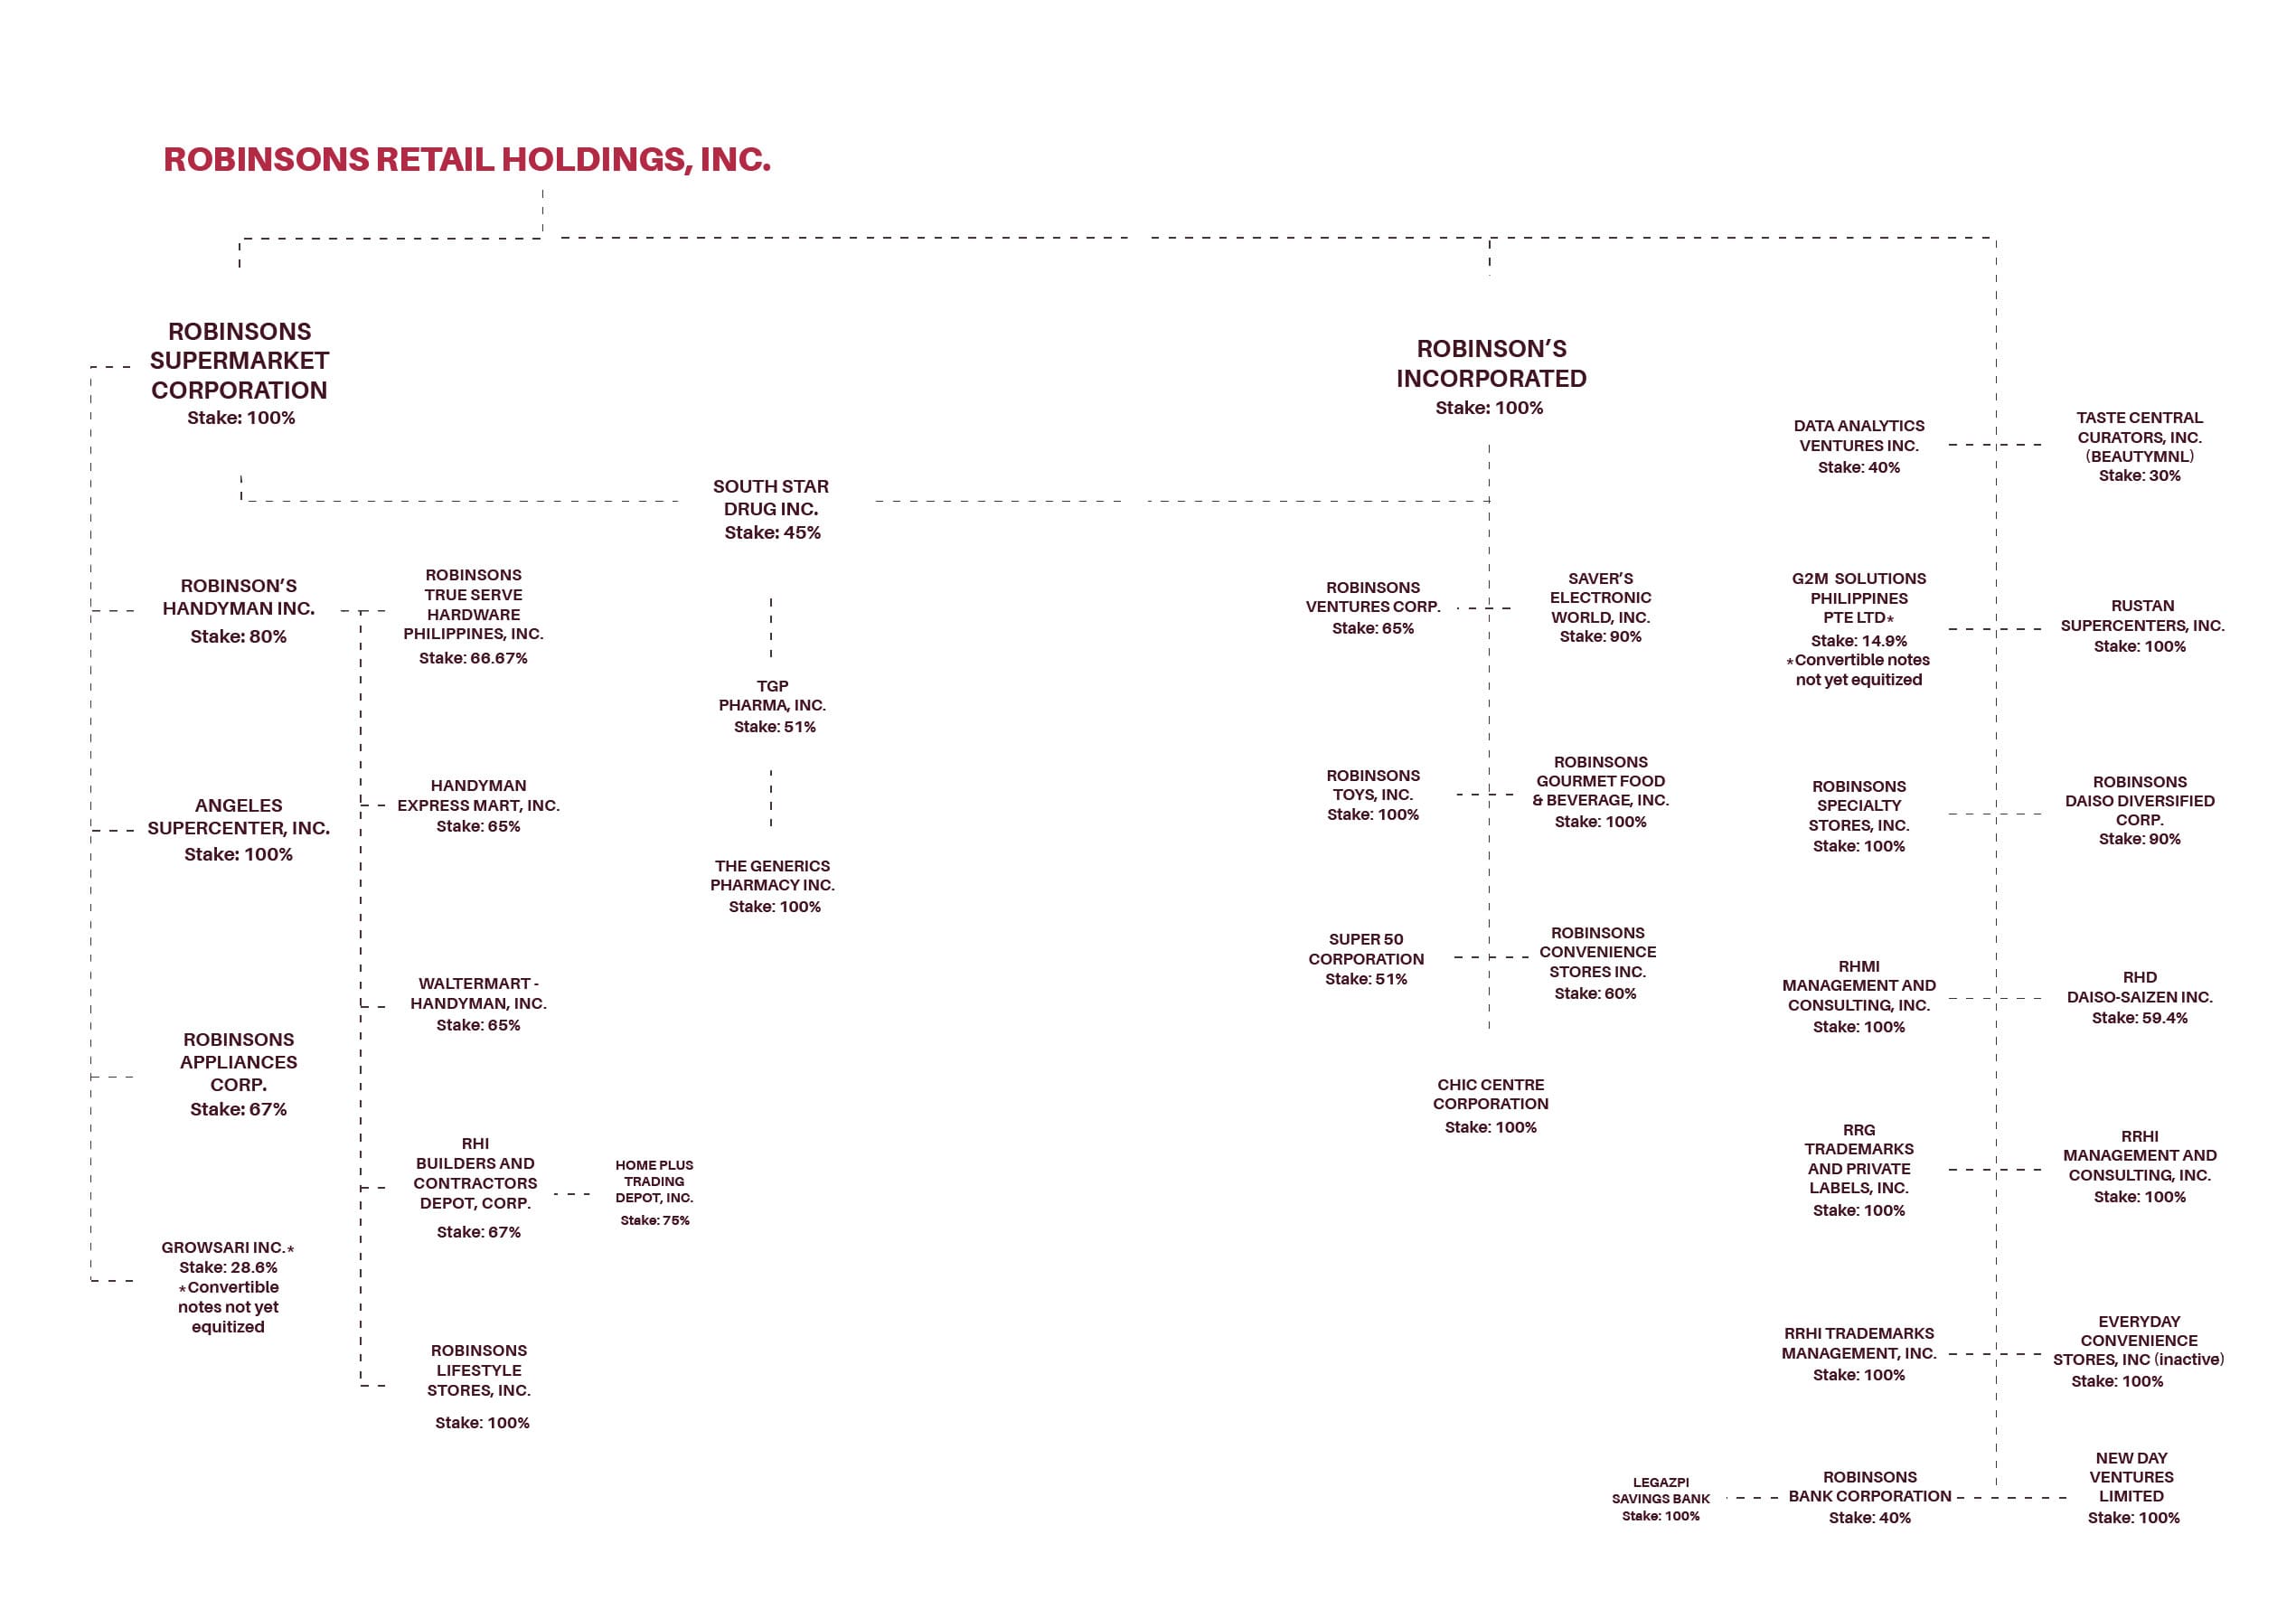 ROBINSONS RETAIL HOLDINGS, INC.
ROBINSONS
SUPERMARKET
CORPORATION
Stake: 100%
ROBINSON’S
HANDYMAN INC.
Stake: 80%
ANGELES
SUPERCENTER, INC.
Stake: 100%
ROBINSONS
APPLIANCES
CORP.
Stake: 67%
GROWSARI INC.*
Stake: 28.6%
*Convertible
notes not yet
equitized
ROBINSONS
TRUE SERVE
HARDWARE
PHILIPPINES, INC.
Stake: 66.67%
HANDYMAN
EXPRESS MART, INC.
Stake: 65%
WALTERMART -
HANDYMAN, INC.
Stake: 65%
RHI
BUILDERS AND
CONTRACTORS
DEPOT, CORP.
Stake: 67%
HOME PLUS
TRADING
DEPOT, INC.
Stake: 75%
ROBINSONS
LIFESTYLE
STORES, INC.
Stake: 100%
SOUTH STAR
DRUG INC.
Stake: 45%
TGP
PHARMA, INC.
Stake: 51%
THE GENERICS
PHARMACY INC.
Stake: 100%
ROBINSON’S
INCORPORATED
Stake: 100%
ROBINSONS
VENTURES CORP.
Stake: 65%
SAVER’S
ELECTRONIC
WORLD, INC.
Stake: 90%
ROBINSONS
TOYS, INC.
Stake: 100%
ROBINSONS
GOURMET FOOD
& BEVERAGE, INC.
Stake: 100%
SUPER 50
CORPORATION
Stake: 51%
ROBINSONS
CONVENIENCE
STORES INC.
Stake: 60%
CHIC CENTRE
CORPORATION
Stake: 100%
DATA ANALYTICS
VENTURES INC.
Stake: 40%
TASTE CENTRAL
CURATORS, INC.
(BEAUTYMNL)
Stake: 30%
G2M SOLUTIONS
PHILIPPINES
PTE LTD*
Stake: 14.9%
*Convertible notes
not yet equitized
RUSTAN
SUPERCENTERS, INC.
Stake: 100%
ROBINSONS
SPECIALTY
STORES, INC.
Stake: 100%
ROBINSONS
DAISO DIVERSIFIED
CORP.
Stake: 90%
RHMI
MANAGEMENT AND
CONSULTING, INC.
Stake: 100%
RHD
DAISO-SAIZEN INC.
Stake: 59.4%
RRG
TRADEMARKS
AND PRIVATE
LABELS, INC.
Stake: 100%
RRHI
MANAGEMENT AND
CONSULTING, INC.
Stake: 100%
RRHI TRADEMARKS
MANAGEMENT, INC.
Stake: 100%
EVERYDAY
CONVENIENCE
STORES, INC (inactive)
Stake: 100%
LEGAZPI
SAVINGS BANK
Stake: 100%
ROBINSONS
BANK CORPORATION
Stake: 40%
NEW DAY
VENTURES
LIMITED
Stake: 100%